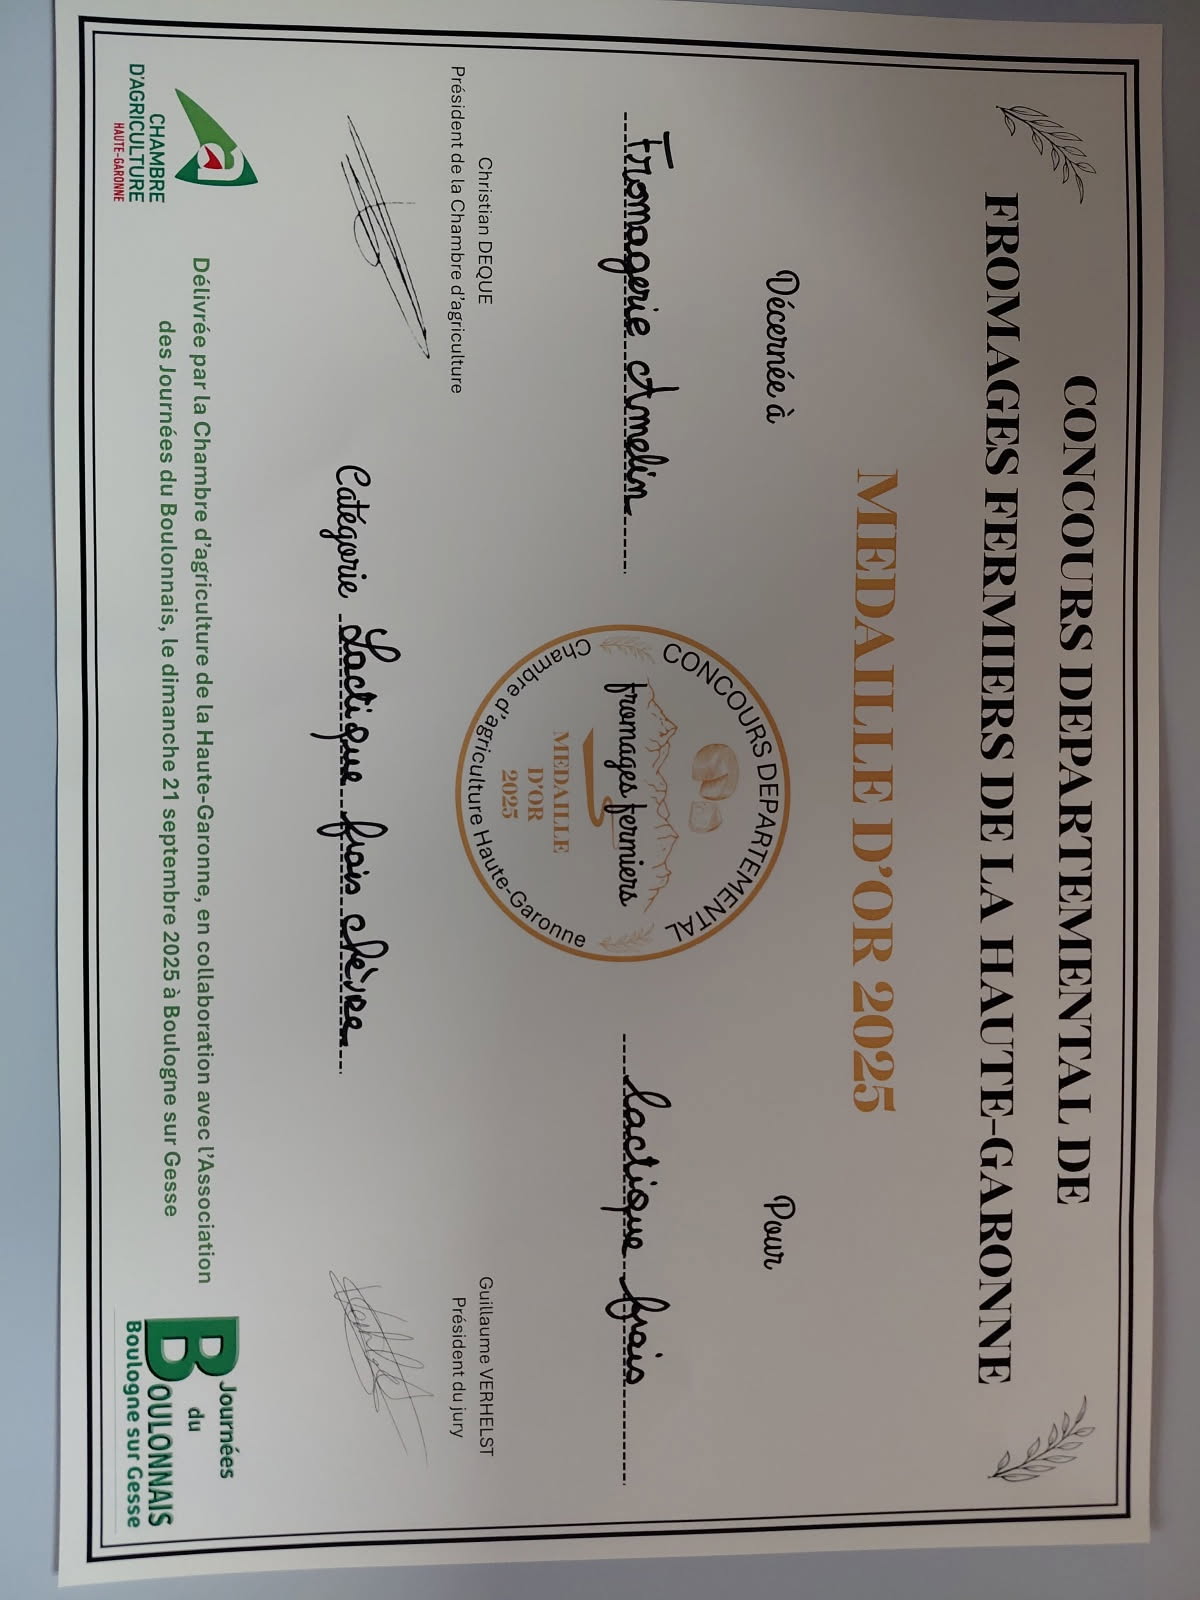 CONCOURS DEPARTEMENTAL DE
FROMAGES FERMIERS DE LA HAUTE-GARONNE
MEDAILLE D'OR 2025
Décernée à
Pour
Fromagerie Amelin
lactique frais
CONCOURS DEPARTEMENTAL
fromages fermiers
MEDAILLE
D'OR
2025
Chambre d'agriculture Haute-Garonne
Christian DEQUE
Président de la Chambre d'agriculture
Guillaume VERHELST
Président du jury
Catégorie Lactique frais chèvre
Délivrée par la Chambre d'agriculture de la Haute-Garonne, en collaboration avec l'Association
des Journées du Boulonnais, le dimanche 21 septembre 2025 à Boulogne sur Gesse
CHAMBRE
D'AGRICULTURE
HAUTE-GARONNE
Journées
du
BOULONNAIS
Boulogne sur Gesse